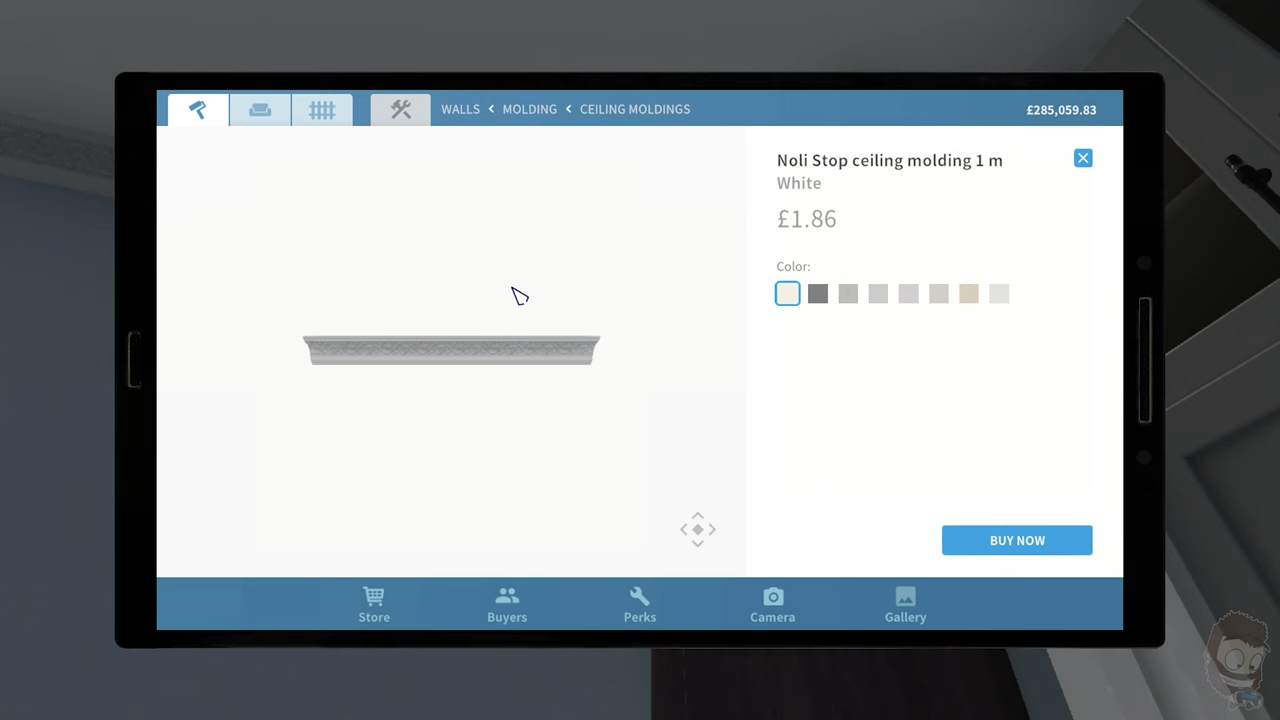 WALLS < MOLDING < CEILING MOLDINGS
£285,059.83
Noli Stop ceiling molding 1 m
White
£1.86
Color:
BUY NOW
Store
Buyers
Perks
Camera
Gallery